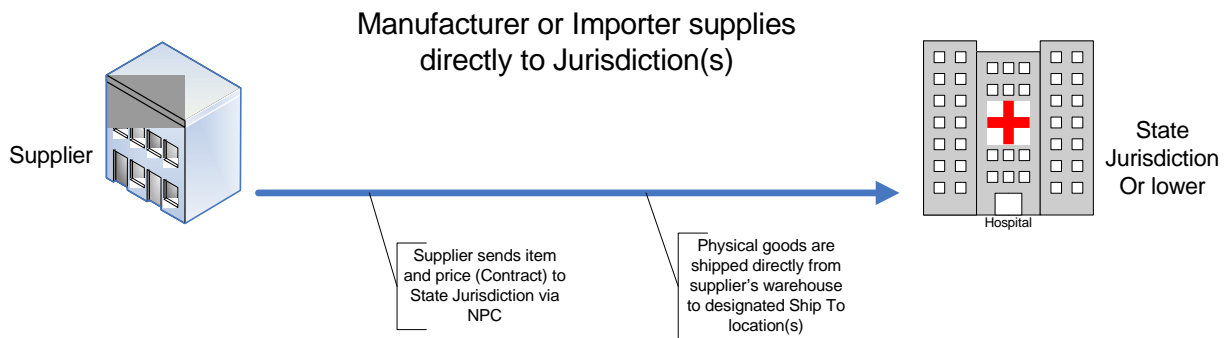 Manufacturer or Importer supplies
directly to Jurisdiction(s)
Supplier
State
Jurisdiction
Or lower
Hospital
Supplier sends item
and price (Contract) to
State Jurisdiction via
NPC
Physical goods are
shipped directly from
supplier's warehouse
to designated Ship To
location(s)